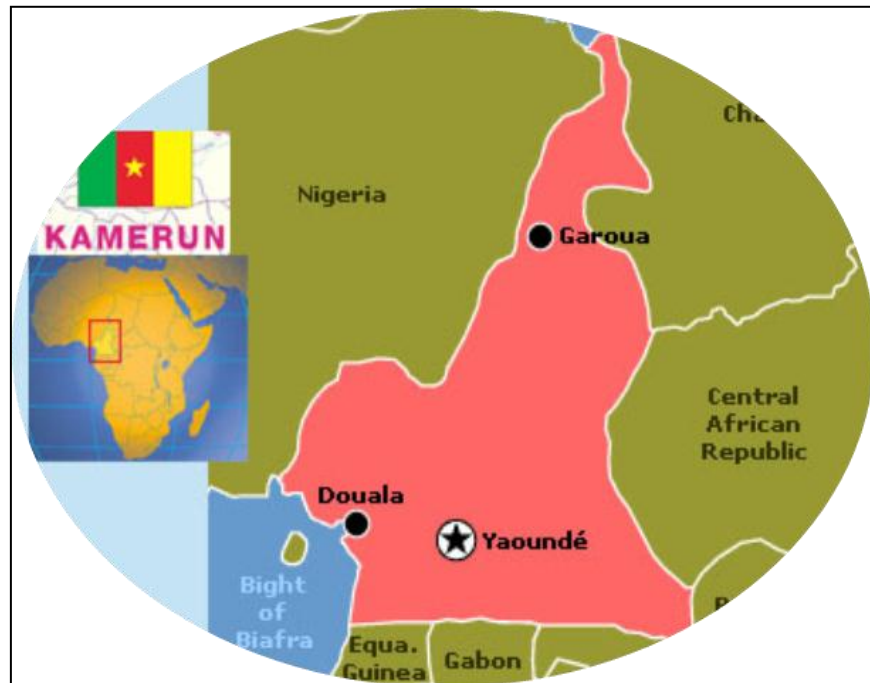 Nigeria
KAMERUN
Garoua
Central
African
Republic
Douala
Yaoundé
Bight
of
Biafra
Equa.
Guinea
Gabon